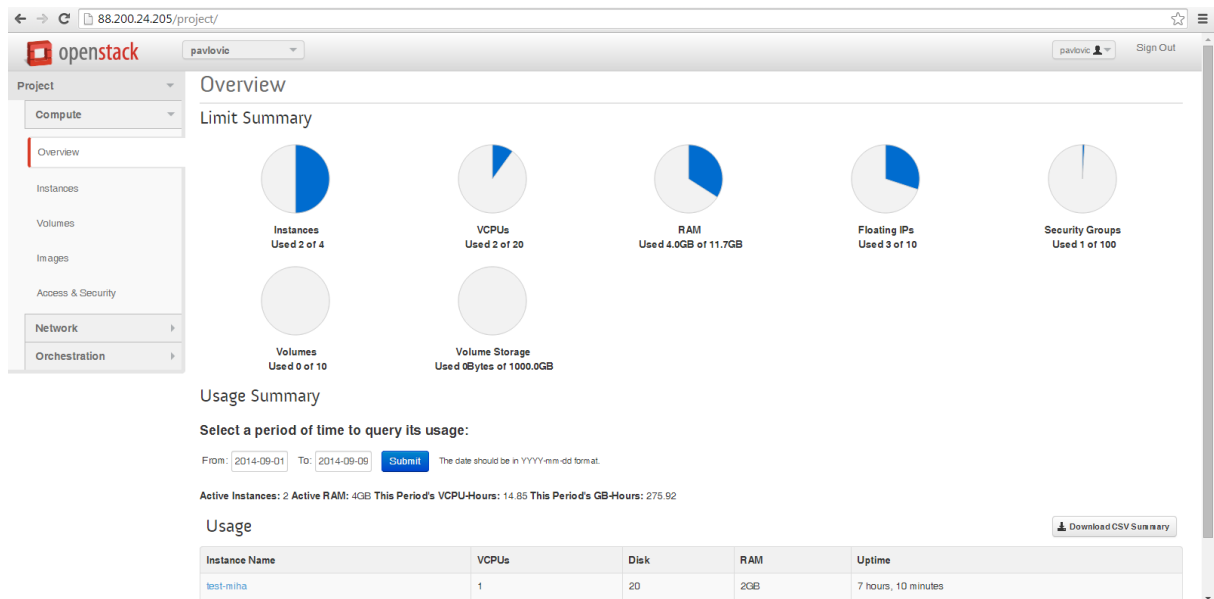 88.200.24.205/project/
openstack
pavlovic
pavlovic
Sign Out
Project
Compute
Overview
Instances
Volumes
Images
Access & Security
Network
Orchestration
Overview
Limit Summary
Instances
Used 2 of 4
VCPUs
Used 2 of 20
RAM
Used 4.0GB of 11.7GB
Floating IPs
Used 3 of 10
Security Groups
Used 1 of 100
Volumes
Used 0 of 10
Volume Storage
Used 0Bytes of 1000.0GB
Usage Summary
Select a period of time to query its usage:
From: 2014-09-01 To: 2014-09-09 Submit The date should be in YYYY-mm-dd format.
Active Instances: 2 Active RAM: 4GB This Period's VCPU-Hours: 14.85 This Period's GB-Hours: 275.92
Usage
Download CSV Summary
Instance Name VCPUs Disk RAM Uptime
test-miha 1 20 2GB 7 hours, 10 minutes